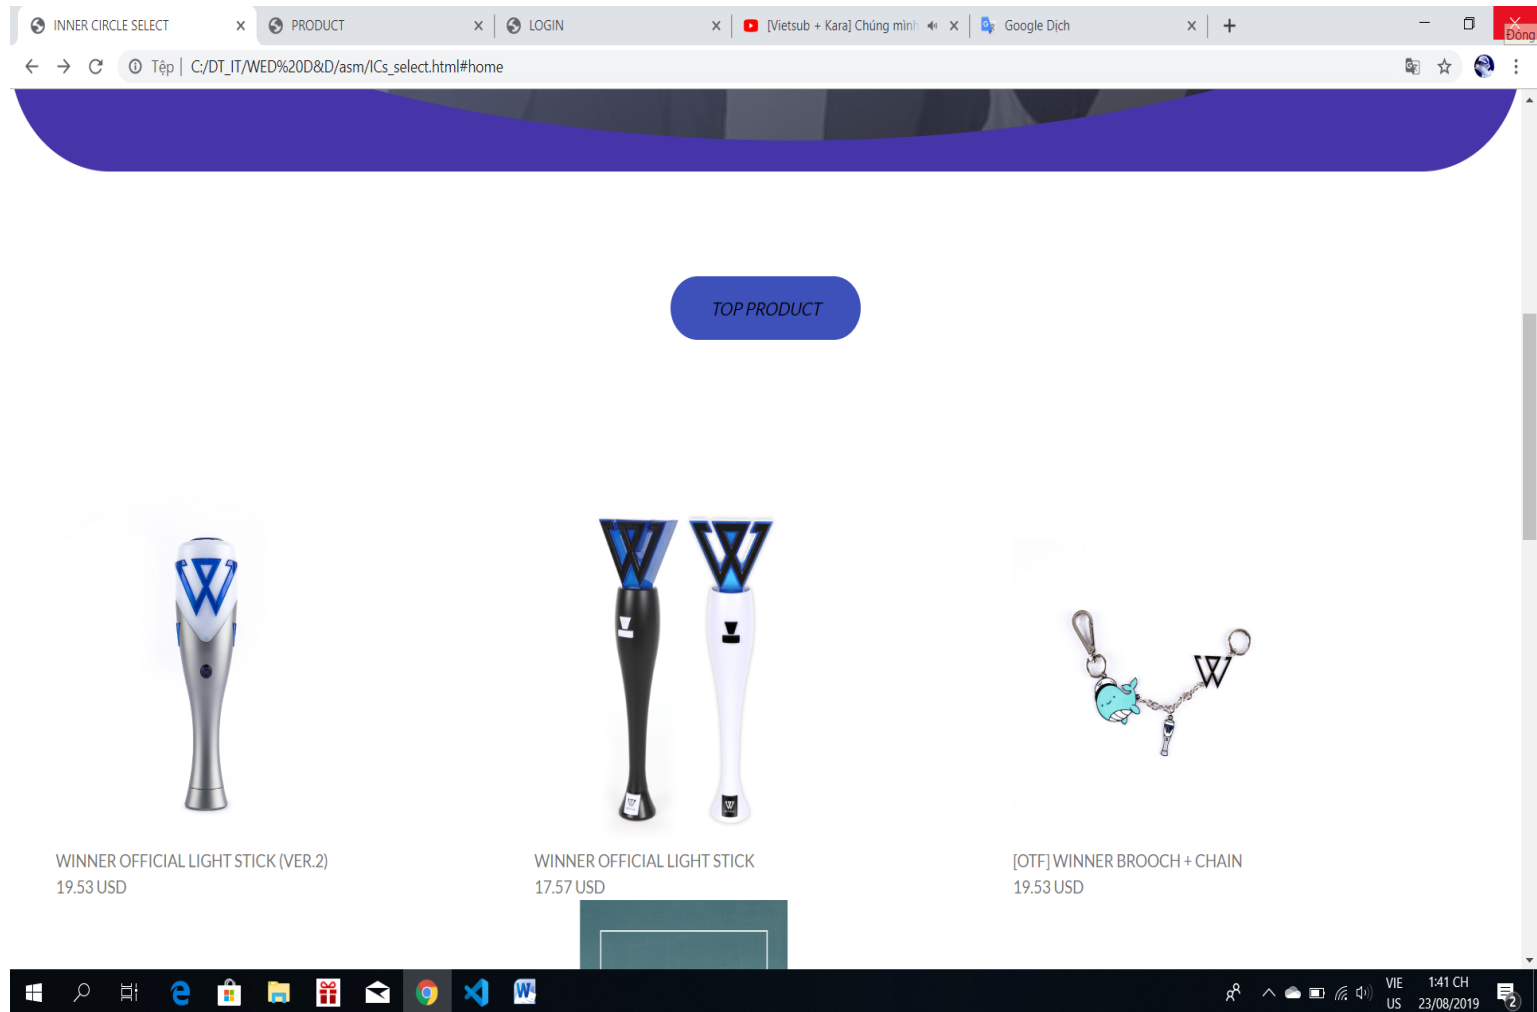 INNER CIRCLE SELECT
PRODUCT
LOGIN
[Vietsub + Kara] Chúng mình
Google Dịch
Đóng
Tệp
C:/DT_IT/WED%20D&D/asm/ICs_select.html#home
TOP PRODUCT
WINNER OFFICIAL LIGHT STICK (VER.2)
19.53 USD
WINNER OFFICIAL LIGHT STICK
17.57 USD
[OTF] WINNER BROOCH + CHAIN
19.53 USD
VIE
US
1:41 CH
23/08/2019
2